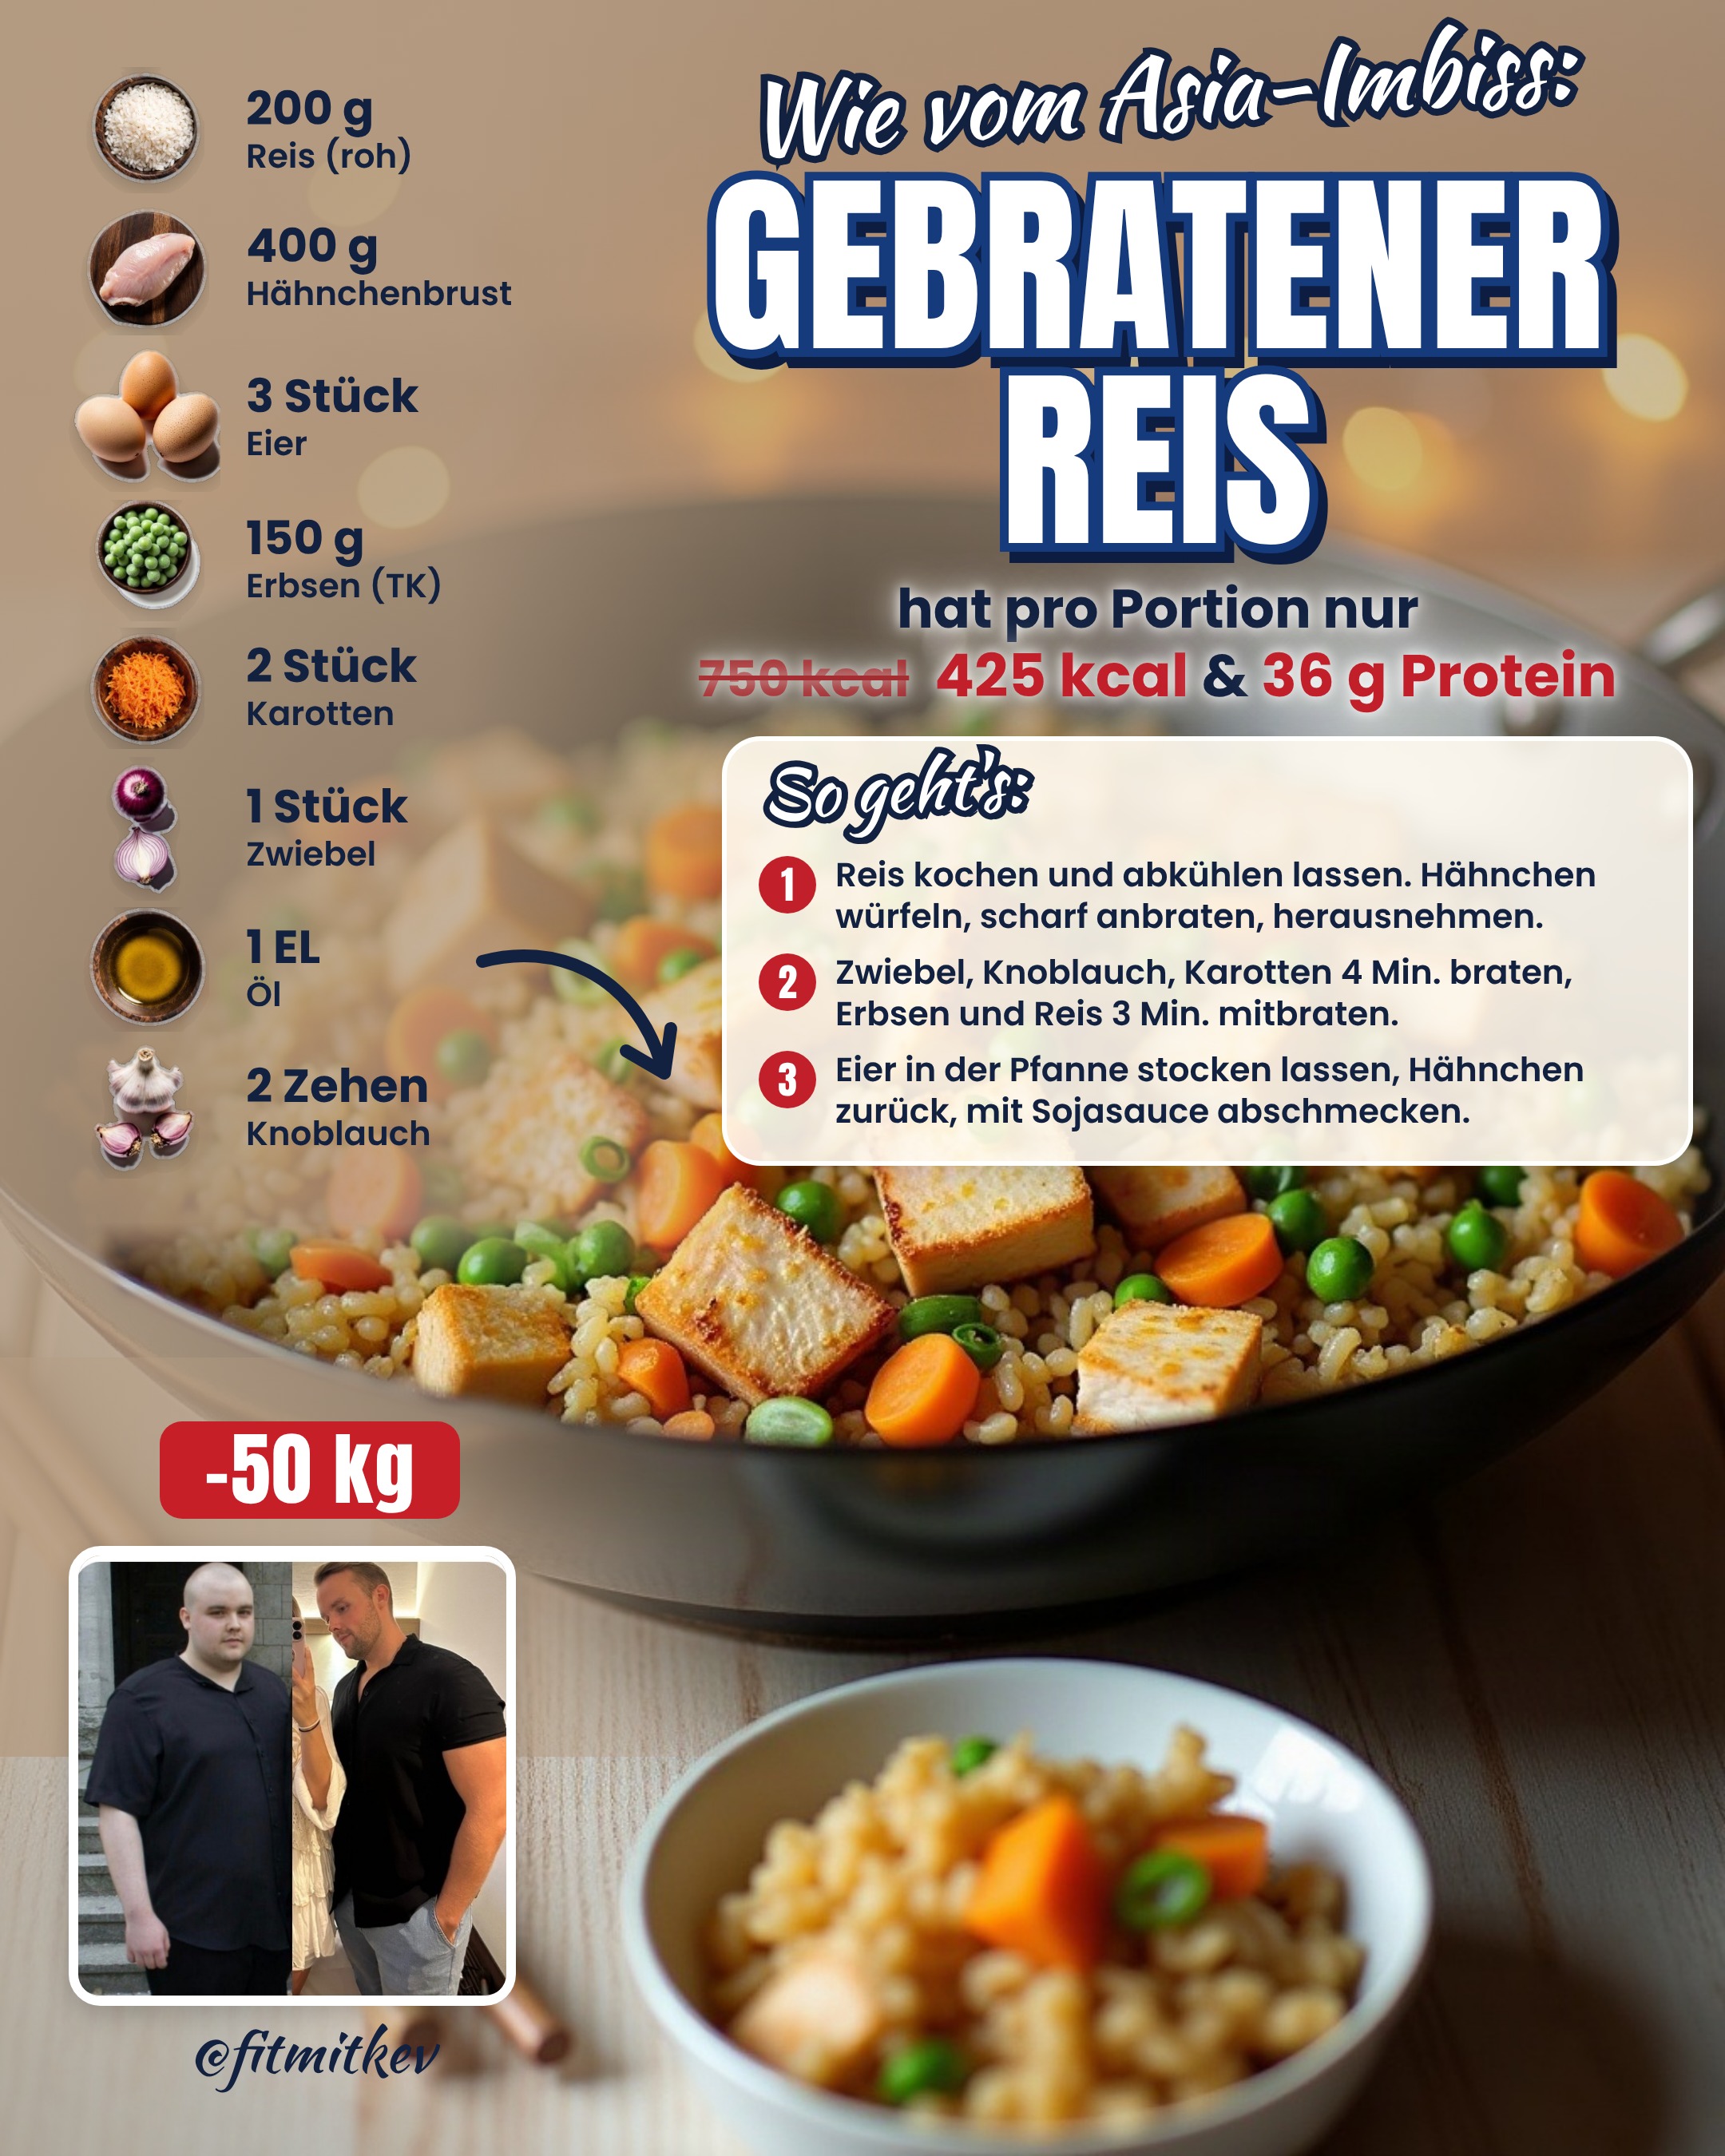 Wie vom Asia-Imbiss:
GEBRATENER
REIS
hat pro Portion nur
750 kcal 425 kcal & 36 g Protein
200 g
Reis (roh)
400 g
Hähnchenbrust
3 Stück
Eier
150 g
Erbsen (TK)
2 Stück
Karotten
1 Stück
Zwiebel
1 EL
Öl
2 Zehen
Knoblauch
So geht's:
1 Reis kochen und abkühlen lassen. Hähnchen
würfeln, scharf anbraten, herausnehmen.
2 Zwiebel, Knoblauch, Karotten 4 Min. braten,
Erbsen und Reis 3 Min. mitbraten.
3 Eier in der Pfanne stocken lassen, Hähnchen
zurück, mit Sojasauce abschmecken.
-50 kg
@fitmitkev